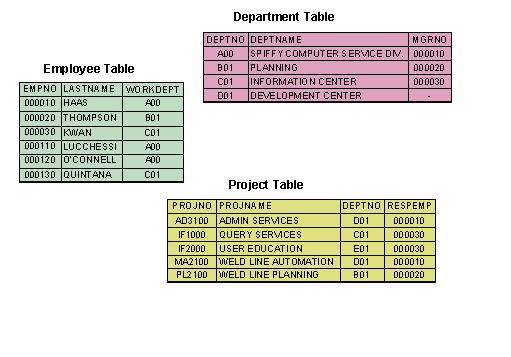 Department Table
DEPTNO DEPTNAME MGRNO
A00 SPIFFY COMPUTER SERVICE DIV. 000010
B01 PLANNING 000020
C01 INFORMATION CENTER 000030
D01 DEVELOPMENT CENTER -
Employee Table
EMPNO LASTNAME WORKDEPT
000010 HAAS A00
000020 THOMPSON B01
000030 KWAN C01
000110 LUCCHESSI A00
000120 O'CONNELL A00
000130 QUINTANA C01
Project Table
PROJNO PROJNAME DEPTNO RESPEMP
AD3100 ADMIN SERVICES D01 000010
IF1000 QUERY SERVICES C01 000030
IF2000 USER EDUCATION E01 000030
MA2100 WELD LINE AUTOMATION D01 000010
PL2100 WELD LINE PLANNING B01 000020